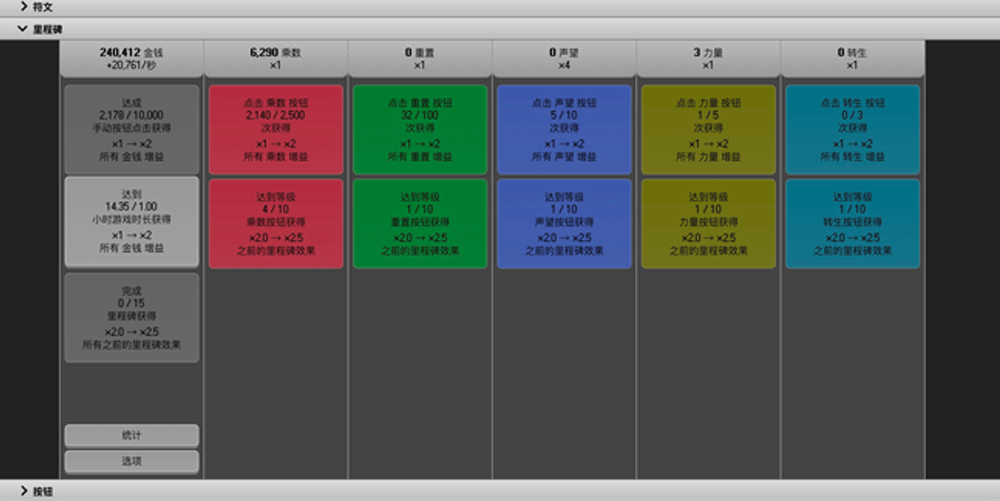 符文
里程碑
240,412 金钱
+20,761/秒
6,290 乘数
×1
0 重置
×1
0 声望
×4
3 力量
×1
0 转生
×1
达成
2,178 / 10,000
手动按钮点击获得
×1 → ×2
所有 金钱 增益
点击 乘数 按钮
2,140 / 2,500
次获得
×1 → ×2
所有 乘数 增益
点击 重置 按钮
32 / 100
次获得
×1 → ×2
所有 重置 增益
点击 声望 按钮
5 / 10
次获得
×1 → ×2
所有 声望 增益
点击 力量 按钮
1 / 5
次获得
×1 → ×2
所有 力量 增益
点击 转生 按钮
0 / 3
次获得
×1 → ×2
所有 转生 增益
达到
14.35 / 1.00
小时游戏时长获得
×1 → ×2
所有 金钱 增益
达到等级
4 / 10
乘数按钮获得
×2.0 → ×2.5
之前的里程碑效果
达到等级
1 / 10
重置按钮获得
×2.0 → ×2.5
之前的里程碑效果
达到等级
1 / 10
声望按钮获得
×2.0 → ×2.5
之前的里程碑效果
达到等级
1 / 10
力量按钮获得
×2.0 → ×2.5
之前的里程碑效果
达到等级
1 / 10
转生按钮获得
×2.0 → ×2.5
之前的里程碑效果
完成
0 / 15
里程碑获得
×2.0 → ×2.5
所有之前的里程碑效果
统计
选项
按钮